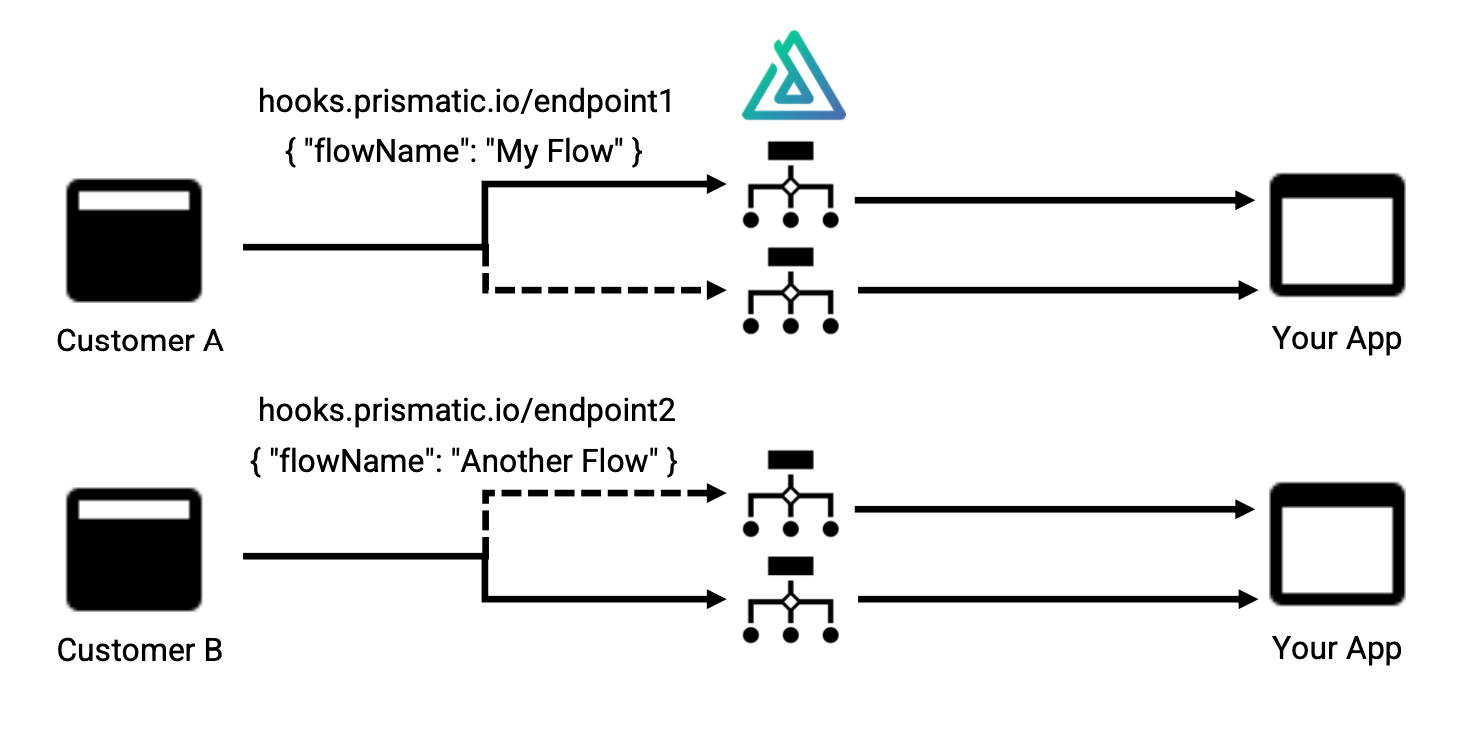 hooks.prismatic.io/endpoint1
{ "flowName": "My Flow" }
Customer A
Your App
hooks.prismatic.io/endpoint2
{ "flowName": "Another Flow" }
Customer B
Your App